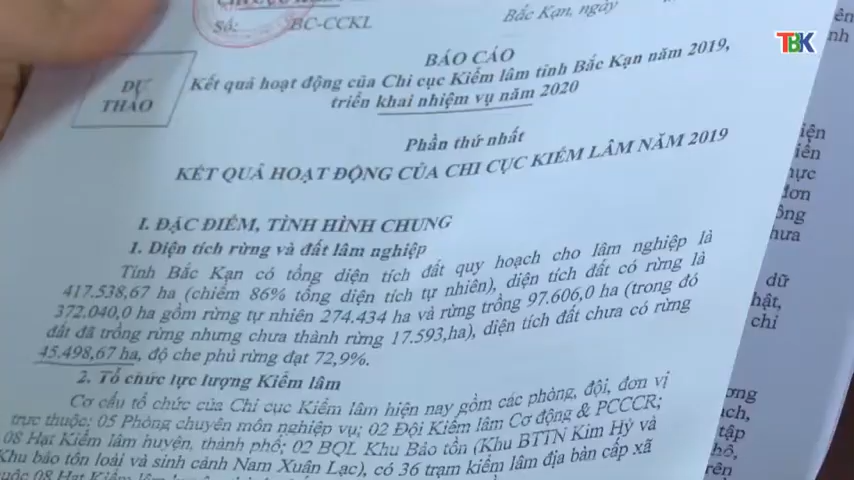 Số: BC-CCKL
Bắc Kạn, ngày
TBK
DỰ
THẢO
BÁO CÁO
Kết quả hoạt động của Chi cục Kiểm lâm tỉnh Bắc Kạn năm 2019,
triển khai nhiệm vụ năm 2020
Phần thứ nhất
KẾT QUẢ HOẠT ĐỘNG CỦA CHI CỤC KIỂM LÂM NĂM 2019
I. ĐẶC ĐIỂM, TÌNH HÌNH CHUNG
1. Diện tích rừng và đất lâm nghiệp
Tỉnh Bắc Kạn có tổng diện tích đất quy hoạch cho lâm nghiệp là
417.538,67 ha (chiếm 86% tổng diện tích tự nhiên), diện tích đất có rừng là
372.040,0 ha gồm rừng tự nhiên 274.434 ha và rừng trồng 97.606,0 ha (trong đó
đất đã trồng rừng nhưng chưa thành rừng 17.593,ha), diện tích đất chưa có rừng
45.498,67 ha, độ che phủ rừng đạt 72,9%.
2. Tổ chức lực lượng Kiểm lâm
Cơ cấu tổ chức của Chi cục Kiểm lâm hiện nay gồm các phòng, đội, đơn vị
trực thuộc: 05 Phòng chuyên môn nghiệp vụ; 02 Đội Kiểm lâm Cơ động & PCCCR;
08 Hạt Kiểm lâm huyện, thành phố; 02 BQL Khu Bảo tồn (Khu BTTN Kim Hỷ và
Khu bảo tồn loài và sinh cảnh Nam Xuân Lạc), có 36 trạm kiểm lâm địa bàn cấp xã
08 Hạt Kiểm lâm